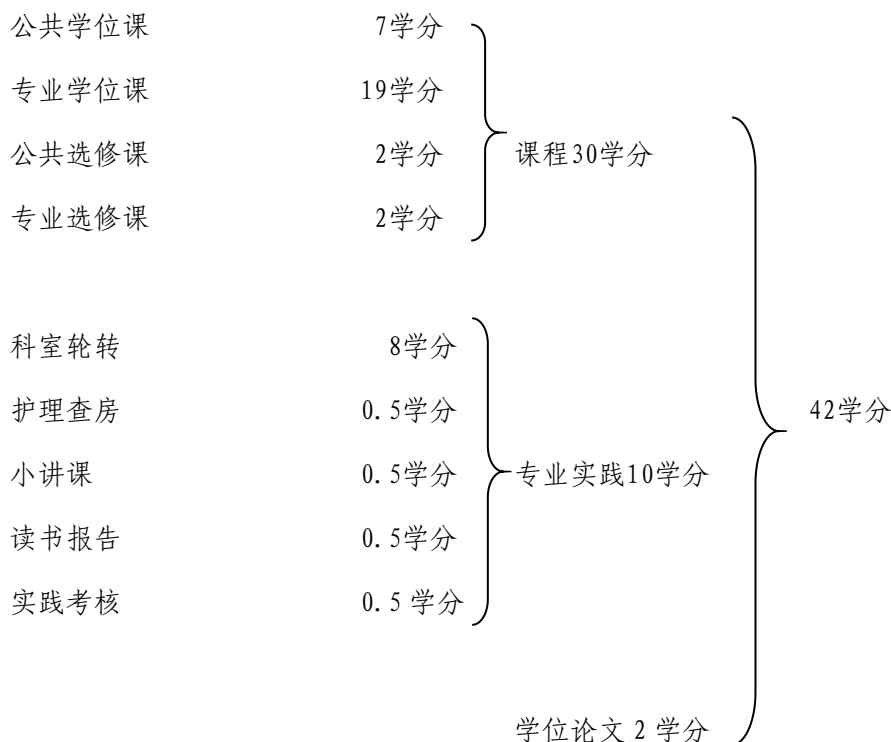 公共学位课 7学分
专业学位课 19学分
公共选修课 2学分 课程30学分
专业选修课 2学分
科室轮转 8学分
护理查房 0.5学分 42学分
小讲课 0.5学分 专业实践10学分
读书报告 0.5学分
实践考核 0.5 学分
学位论文 2 学分